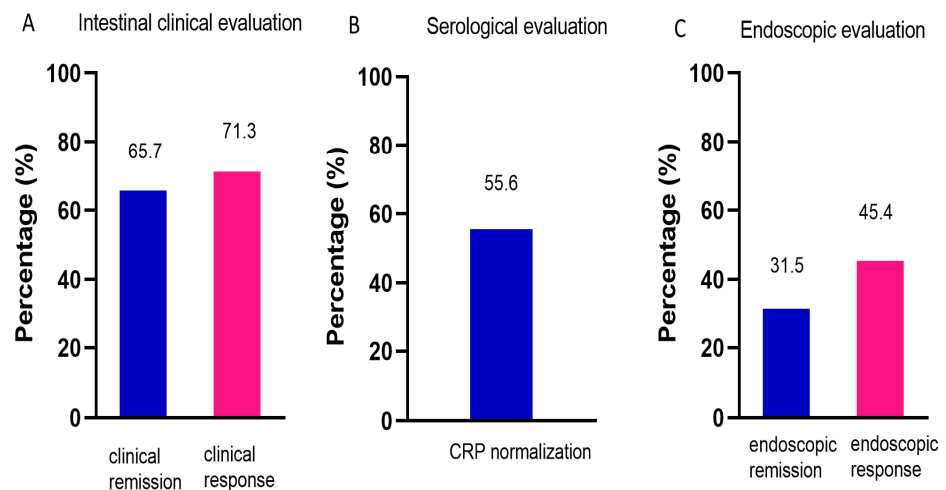 A Intestinal clinical evaluation
Percentage (%)
100
80
60
40
20
0
65.7
71.3
clinical
remission
clinical
response
B Serological evaluation
Percentage (%)
100
80
60
40
20
0
55.6
CRP normalization
C Endoscopic evaluation
Percentage (%)
100
80
60
40
20
0
31.5
45.4
endoscopic
remission
endoscopic
response